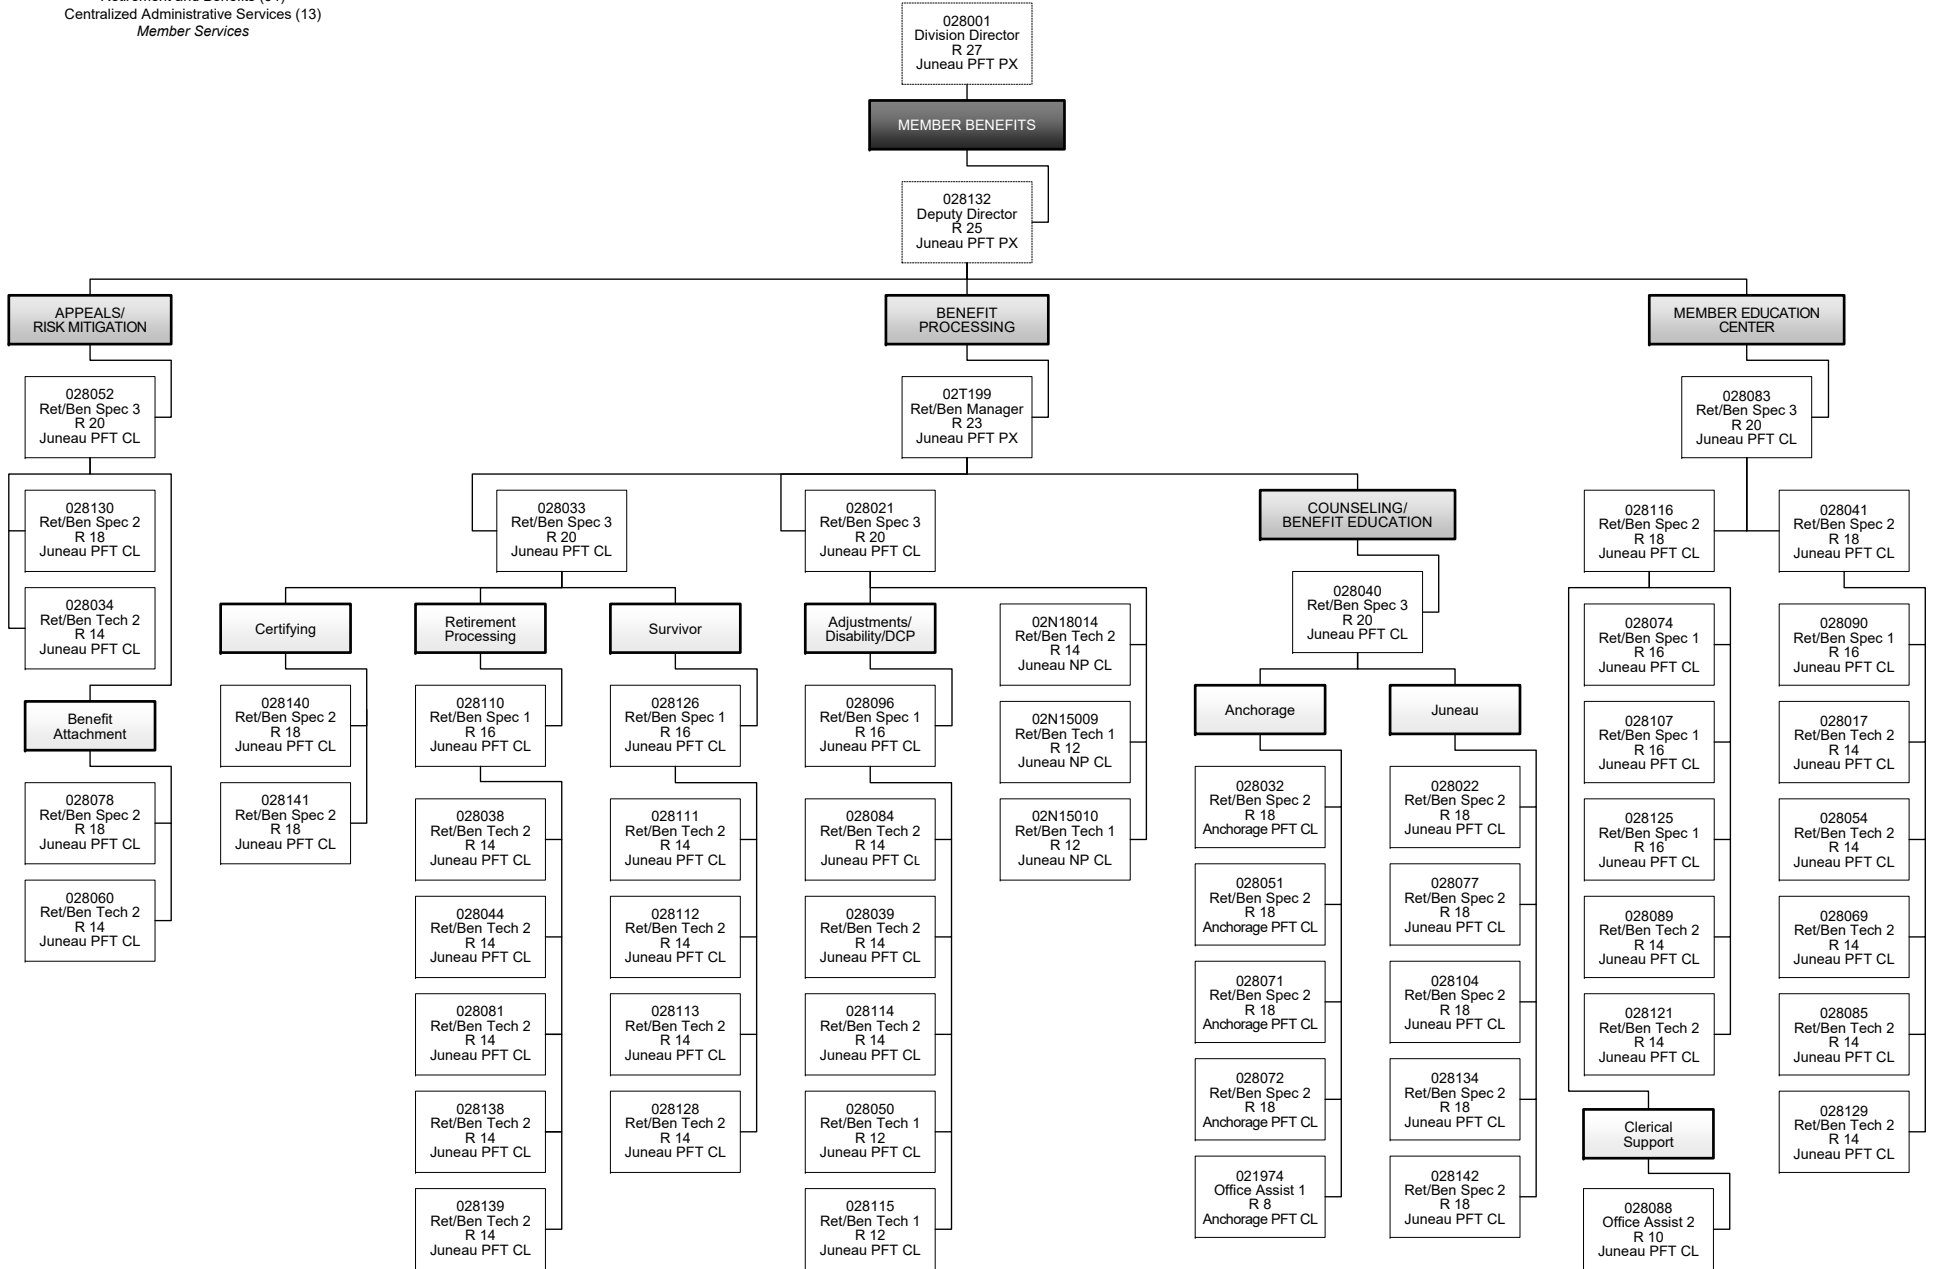 Centralized Administrative Services (13)
Member Services
028001
Division Director
R 27
Juneau PFT PX
MEMBER BENEFITS
028132
Deputy Director
R 25
Juneau PFT PX
APPEALS/
RISK MITIGATION
028052
Ret/Ben Spec 3
R 20
Juneau PFT CL
028130
Ret/Ben Spec 2
R 18
Juneau PFT CL
028034
Ret/Ben Tech 2
R 14
Juneau PFT CL
Benefit
Attachment
028078
Ret/Ben Spec 2
R 18
Juneau PFT CL
028060
Ret/Ben Tech 2
R 14
Juneau PFT CL
BENEFIT
PROCESSING
02T199
Ret/Ben Manager
R 23
Juneau PFT PX
028033
Ret/Ben Spec 3
R 20
Juneau PFT CL
Certifying
028140
Ret/Ben Spec 2
R 18
Juneau PFT CL
028141
Ret/Ben Spec 2
R 18
Juneau PFT CL
Retirement
Processing
028110
Ret/Ben Spec 1
R 16
Juneau PFT CL
028038
Ret/Ben Tech 2
R 14
Juneau PFT CL
028044
Ret/Ben Tech 2
R 14
Juneau PFT CL
028081
Ret/Ben Tech 2
R 14
Juneau PFT CL
028138
Ret/Ben Tech 2
R 14
Juneau PFT CL
028139
Ret/Ben Tech 2
R 14
Juneau PFT CL
Survivor
028126
Ret/Ben Spec 1
R 16
Juneau PFT CL
028111
Ret/Ben Tech 2
R 14
Juneau PFT CL
028112
Ret/Ben Tech 2
R 14
Juneau PFT CL
028113
Ret/Ben Tech 2
R 14
Juneau PFT CL
028128
Ret/Ben Tech 2
R 14
Juneau PFT CL
028021
Ret/Ben Spec 3
R 20
Juneau PFT CL
Adjustments/
Disability/DCP
028096
Ret/Ben Spec 1
R 16
Juneau PFT CL
028084
Ret/Ben Tech 2
R 14
Juneau PFT CL
028039
Ret/Ben Tech 2
R 14
Juneau PFT CL
028114
Ret/Ben Tech 2
R 14
Juneau PFT CL
028050
Ret/Ben Tech 1
R 12
Juneau PFT CL
028115
Ret/Ben Tech 1
R 12
Juneau PFT CL
02N18014
Ret/Ben Tech 2
R 14
Juneau NP CL
02N15009
Ret/Ben Tech 1
R 12
Juneau NP CL
02N15010
Ret/Ben Tech 1
R 12
Juneau NP CL
COUNSELING/
BENEFIT EDUCATION
028040
Ret/Ben Spec 3
R 20
Juneau PFT CL
Anchorage
028032
Ret/Ben Spec 2
R 18
Anchorage PFT CL
028051
Ret/Ben Spec 2
R 18
Anchorage PFT CL
028071
Ret/Ben Spec 2
R 18
Anchorage PFT CL
028072
Ret/Ben Spec 2
R 18
Anchorage PFT CL
021974
Office Assist 1
R 8
Anchorage PFT CL
Juneau
028022
Ret/Ben Spec 2
R 18
Juneau PFT CL
028077
Ret/Ben Spec 2
R 18
Juneau PFT CL
028104
Ret/Ben Spec 2
R 18
Juneau PFT CL
028134
Ret/Ben Spec 2
R 18
Juneau PFT CL
028142
Ret/Ben Spec 2
R 18
Juneau PFT CL
MEMBER EDUCATION
CENTER
028083
Ret/Ben Spec 3
R 20
Juneau PFT CL
028116
Ret/Ben Spec 2
R 18
Juneau PFT CL
028074
Ret/Ben Spec 1
R 16
Juneau PFT CL
028107
Ret/Ben Spec 1
R 16
Juneau PFT CL
028125
Ret/Ben Spec 1
R 16
Juneau PFT CL
028089
Ret/Ben Tech 2
R 14
Juneau PFT CL
028121
Ret/Ben Tech 2
R 14
Juneau PFT CL
Clerical
Support
028088
Office Assist 2
R 10
Juneau PFT CL
028041
Ret/Ben Spec 2
R 18
Juneau PFT CL
028090
Ret/Ben Spec 1
R 16
Juneau PFT CL
028017
Ret/Ben Tech 2
R 14
Juneau PFT CL
028054
Ret/Ben Tech 2
R 14
Juneau PFT CL
028069
Ret/Ben Tech 2
R 14
Juneau PFT CL
028085
Ret/Ben Tech 2
R 14
Juneau PFT CL
028129
Ret/Ben Tech 2
R 14
Juneau PFT CL